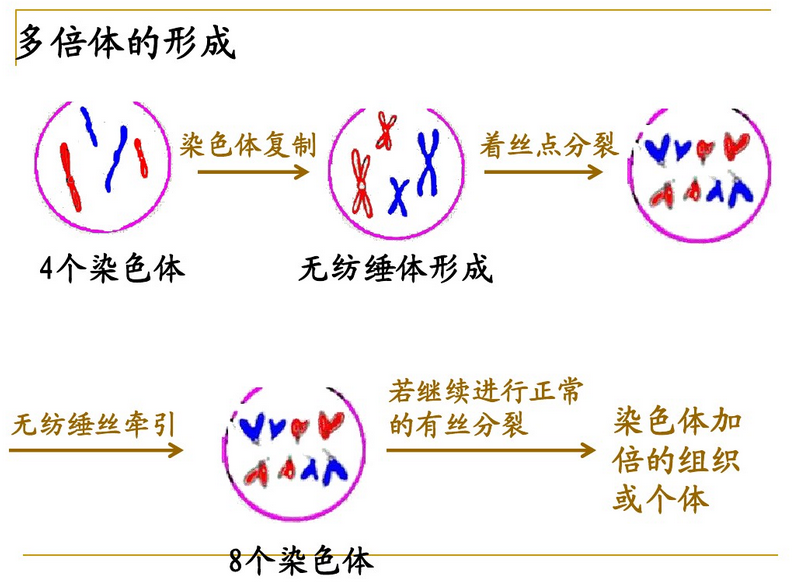 多倍体的形成
染色体复制
着丝点分裂
4个染色体
无纺缍体形成
无纺缍丝牵引
若继续进行正常
的有丝分裂
染色体加
倍的组织
或个体
8个染色体